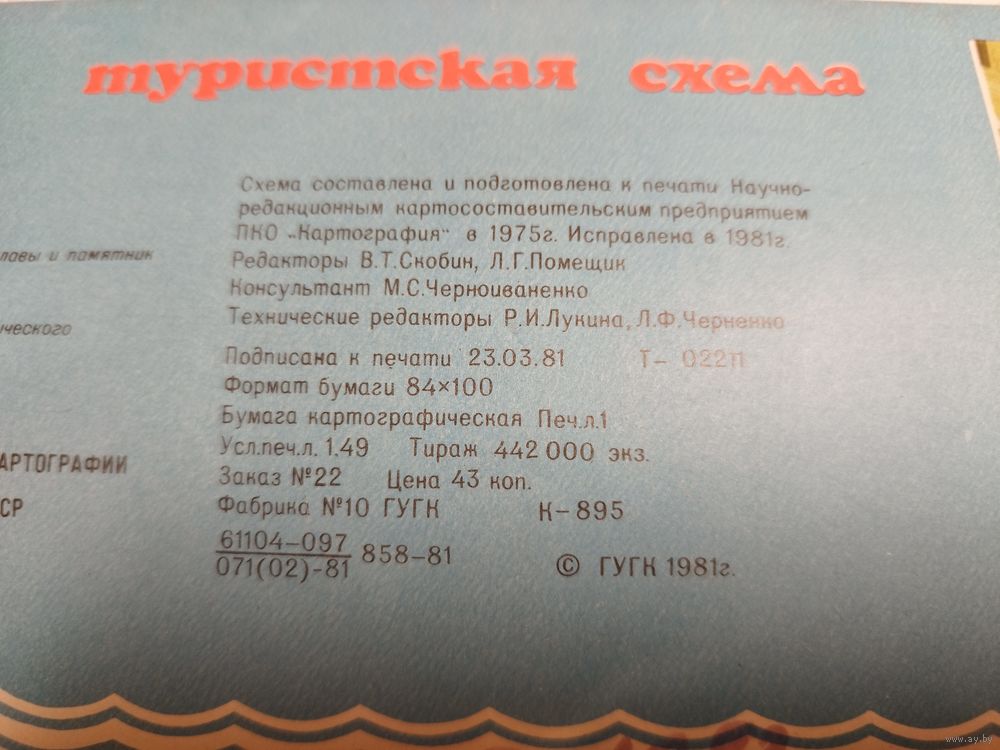 туристская схема
Схема составлена и подготовлена к печати Научно-
редакционным картосоставительским предприятием
ПКО „Картография" в 1975г. Исправлена в 1981г.
Редакторы В.Т.Скобин, Л.Г.Помещик
Консультант М.С.Черноиваненко
Технические редакторы Р.И.Лукина, Л.Ф.Черненко
Подписана к печати 23.03.81 Т-
Формат бумаги 84×100
Бумага картографическая Печ.л.1
Усл.печ.л. 1.49 Тираж 442 000 экз.
Заказ №22 Цена 43 коп.
Фабрика №10 ГУГК К-895
61104-097
071(02)-81 858-81
© ГУГК 1981г.
лавы и памятник
ического
АРТОГРАФИИ
СР
www.ay.by